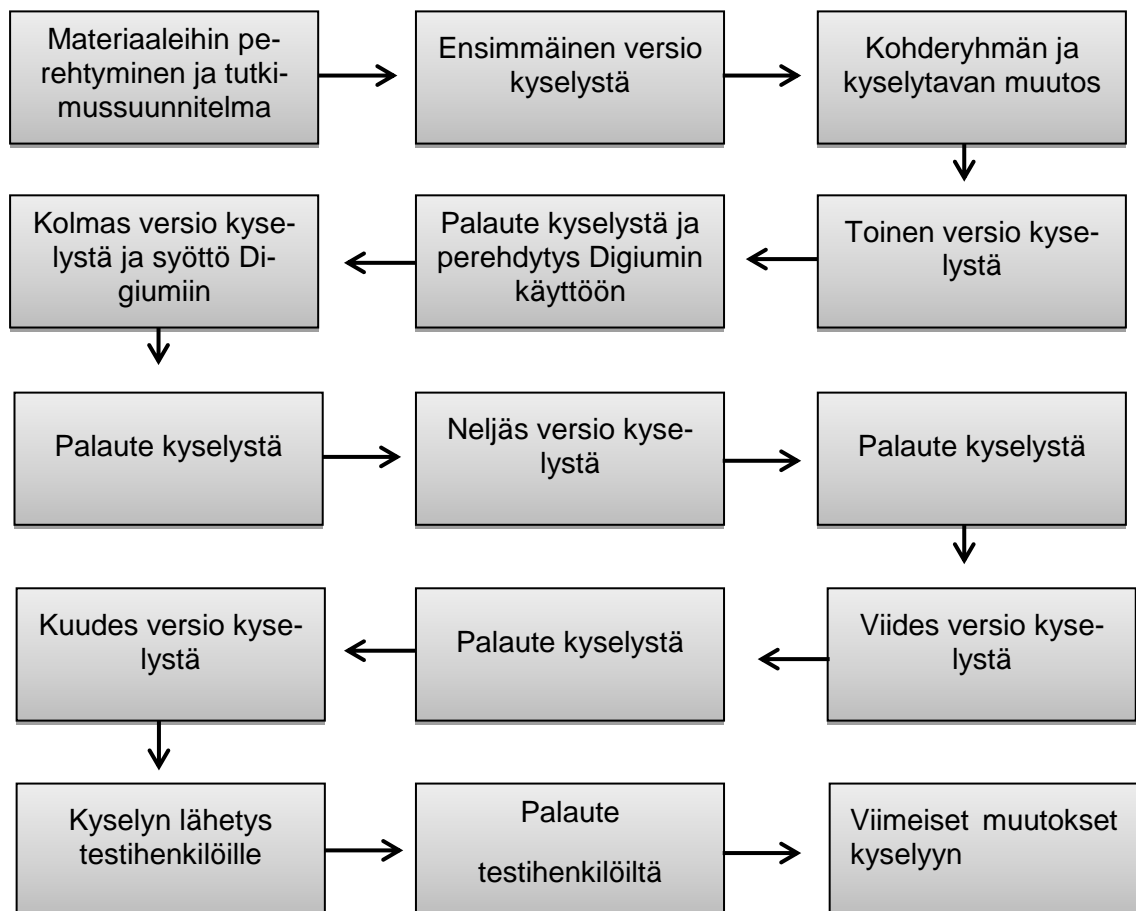 Materiaaleihin pe-
rehtyminen ja tutki-
mussuunnitelma
Ensimmäinen versio
kyselystä
Kohderyhmän ja
kyselytavan muutos
Toinen versio kyse-
lystä
Palaute kyselystä ja
perehdytys Digiumin
käyttöön
Kolmas versio kyse-
lystä ja syöttö Di-
giumiin
Palaute kyselystä
Neljäs versio kyse-
lystä
Palaute kyselystä
Viides versio kyse-
lystä
Palaute kyselystä
Kuudes versio kyse-
lystä
Kyselyn lähetys
testihenkilöille
Palaute
testihenkilöiltä
Viimeiset muutokset
kyselyyn